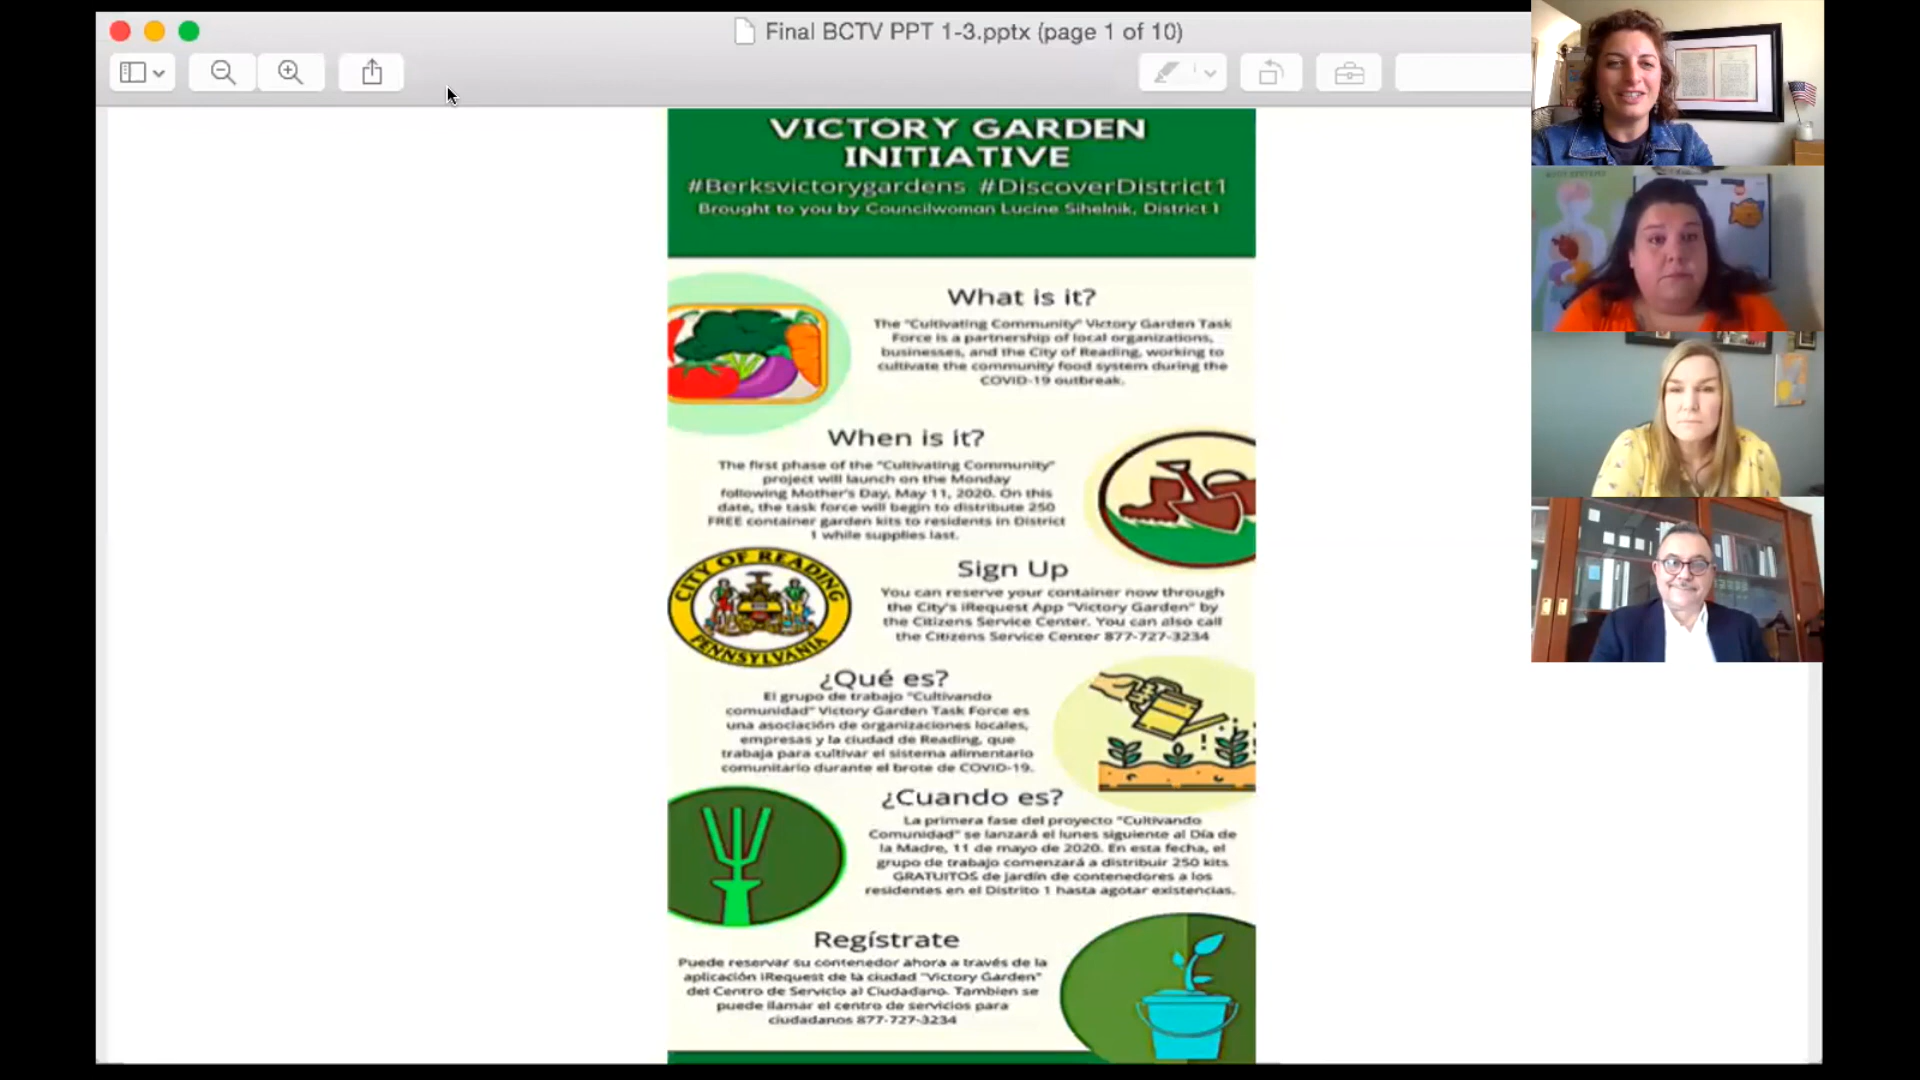 Final BCTV PPT 1-3.pptx (page 1 of 10)
VICTORY GARDEN
INITIATIVE
#Berksvictorygardens #DiscoverDistrict1
Brought to you by Councilwoman Lucine Sihelnik, District 1
What is it?
The "Cultivating Community" Victory Garden Task
Force is a partnership of local organizations,
businesses, and the City of Reading, working to
cultivate the community food system during the
COVID-19 outbreak.
When is it?
The first phase of the "Cultivating Community"
project will launch on the Monday
following Mother's Day, May 11, 2020. On this
date, the task force will begin to distribute 250
FREE container garden kits to residents in District
1 while supplies last.
CITY OF READING
PENNSYLVANIA
Sign Up
You can reserve your container now through
the City's iRequest App "Victory Garden" by
the Citizens Service Center. You can also call
the Citizens Service Center 877-727-3234
¿Qué es?
El grupo de trabajo "Cultivando
comunidad" Victory Garden Task Force es
una asociación de organizaciones locales,
empresas y la ciudad de Reading, que
trabaja para cultivar el sistema alimentario
comunitario durante el brote de COVID-19.
¿Cuando es?
La primera fase del proyecto "Cultivando
Comunidad" se lanzará el lunes siguiente al Día de
la Madre, 11 de mayo de 2020. En esta fecha, el
grupo de trabajo comenzará a distribuir 250 kits
GRATUITOS de jardín de contenedores a los
residentes en el Distrito 1 hasta agotar existencias.
Regístrate
Puede reservar su contenedor ahora a través de la
aplicación iRequest de la ciudad "Victory Garden"
del Centro de Servicio al Ciudadano. Tambien se
puede llamar el centro de servicios para
ciudadanos 877-727-3234